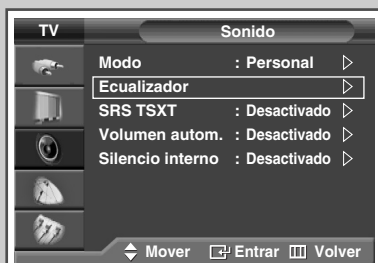 TV Sonido
Modo : Personal
Ecualizador
SRS TSXT : Desactivado
Volumen autom. : Desactivado
Silencio interno : Desactivado
Mover Entrar Volver